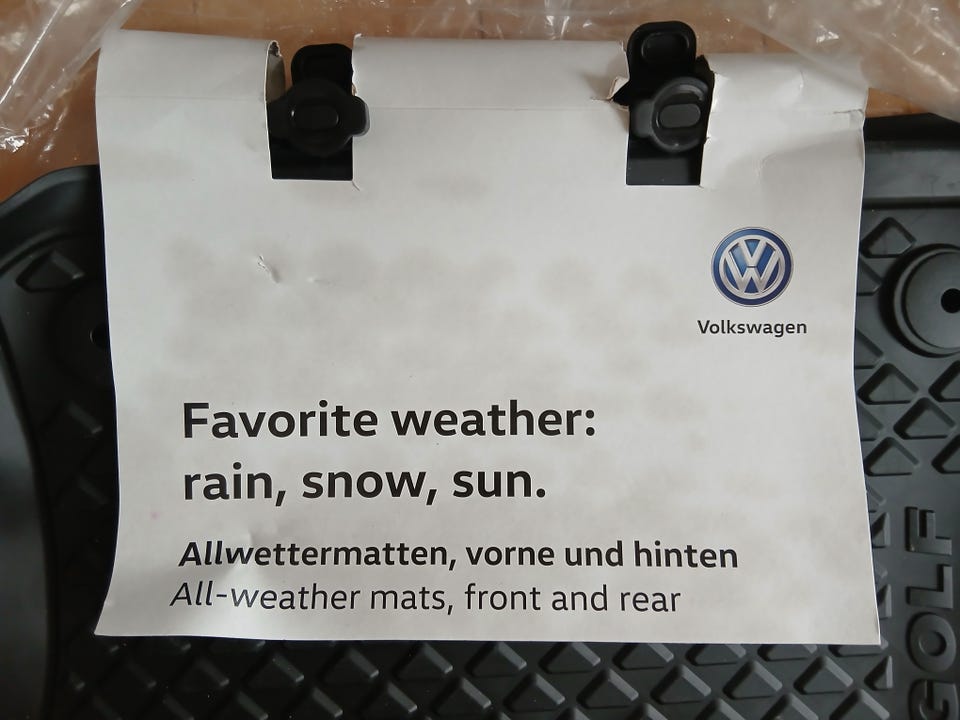 Volkswagen
Favorite weather:
rain, snow, sun.
Allwettermatten, vorne und hinten
All-weather mats, front and rear
GOLF